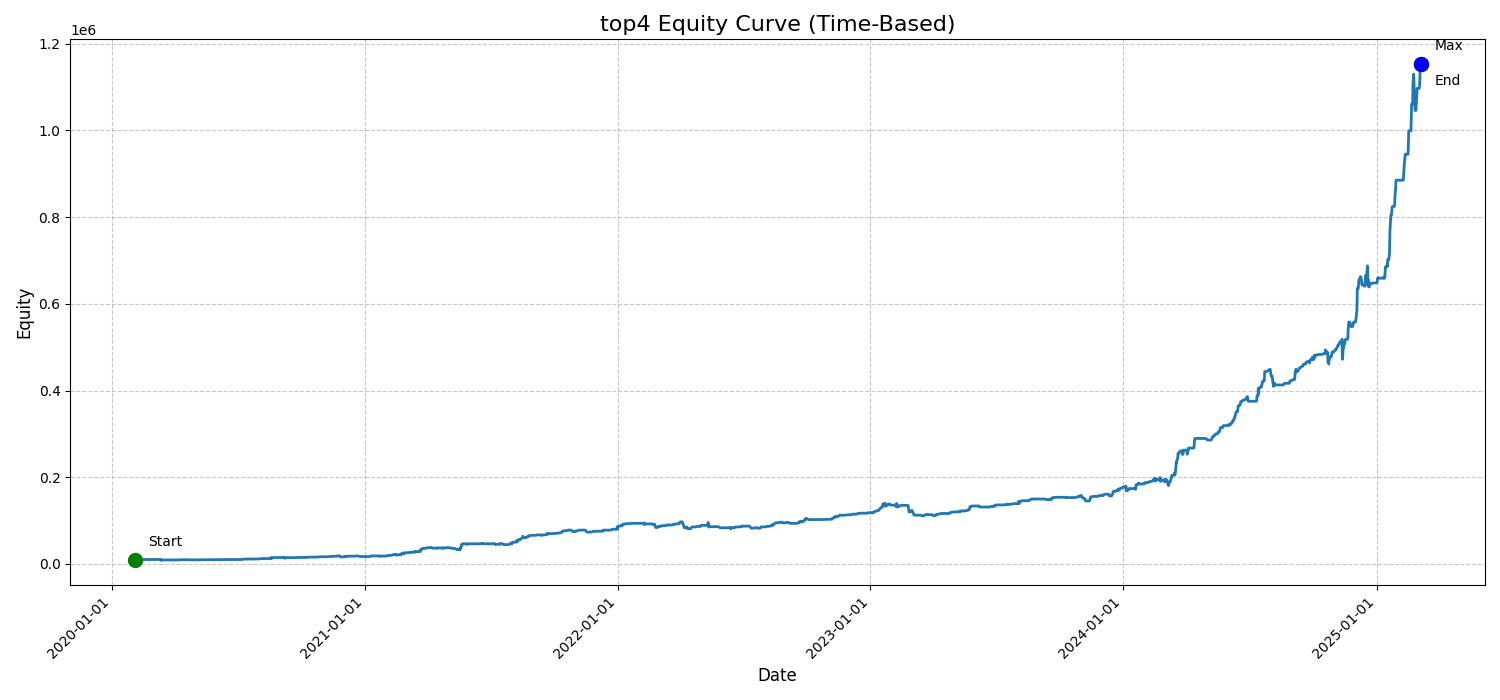 top4 Equity Curve (Time-Based)
1e6
1.2
1.0
0.8
0.6
0.4
0.2
0.0
Equity
Start
Max
End
2020-01-01
2021-01-01
2022-01-01
2023-01-01
2024-01-01
2025-01-01
Date